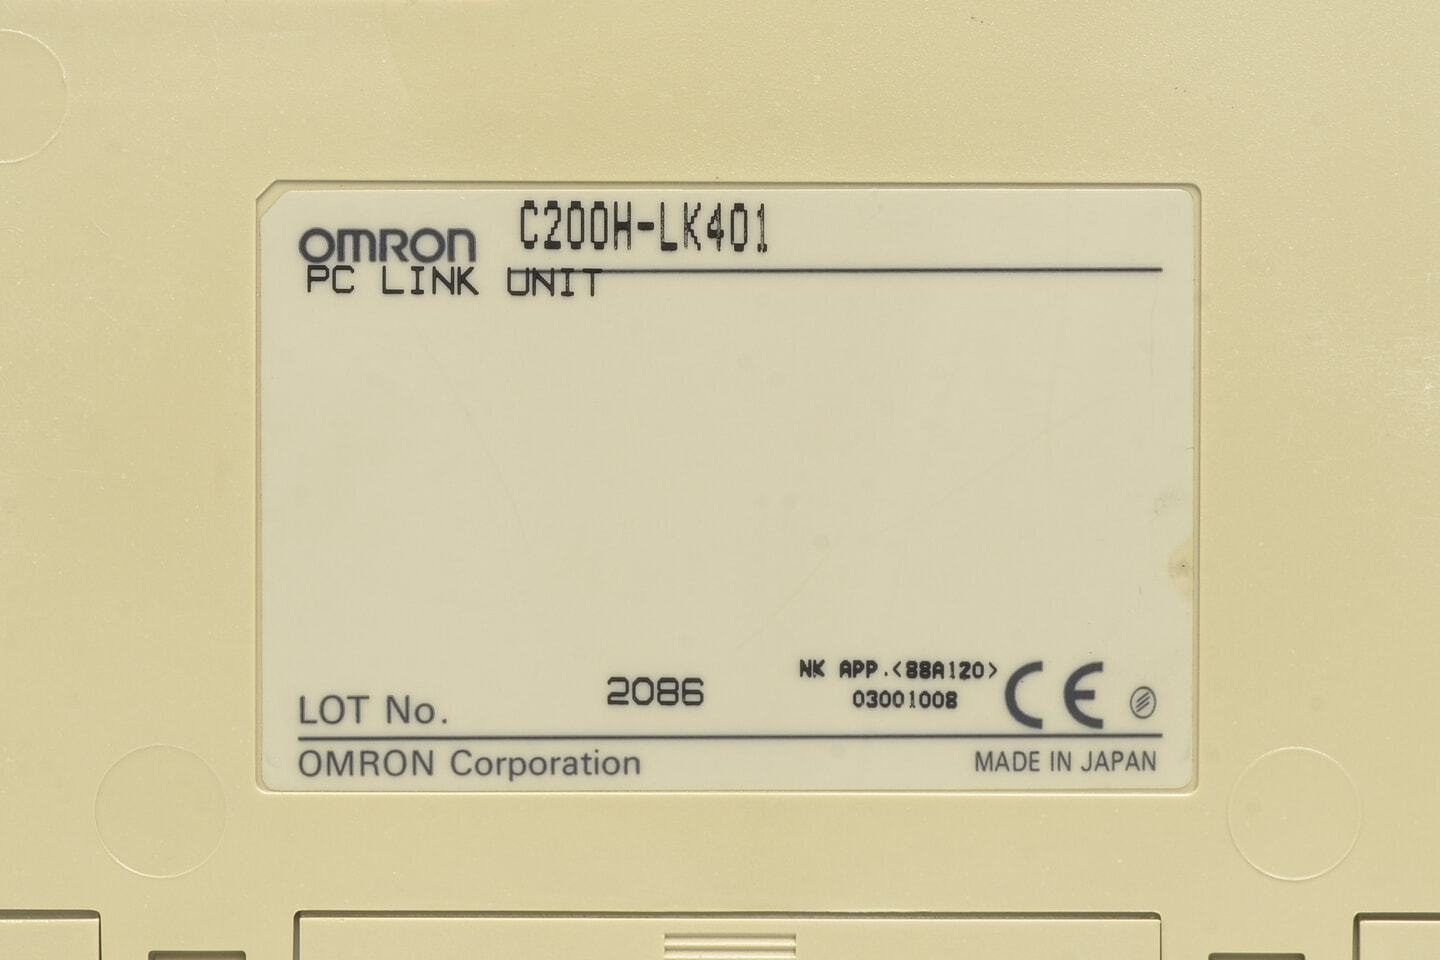 OMRON C200H-LK401
PC LINK UNIT
LOT No. 2086 NK APP.<88A120>
03001008 CE
OMRON Corporation MADE IN JAPAN